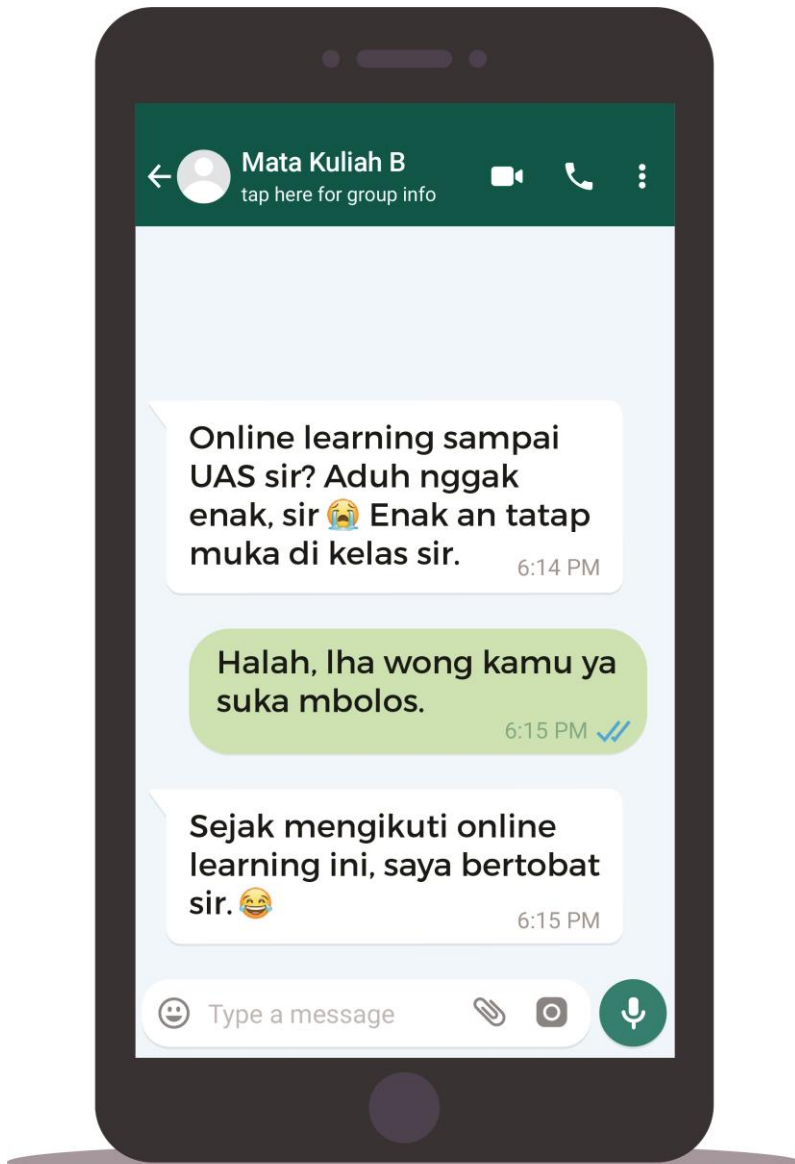 Mata Kuliah B
tap here for group info
Online learning sampai
UAS sir? Aduh nggak
enak, sir 😭 Enak an tatap
muka di kelas sir.
6:14 PM
Halah, lha wong kamu ya
suka mbolos.
6:15 PM
Sejak mengikuti online
learning ini, saya bertobat
sir. 😂
6:15 PM
Type a message